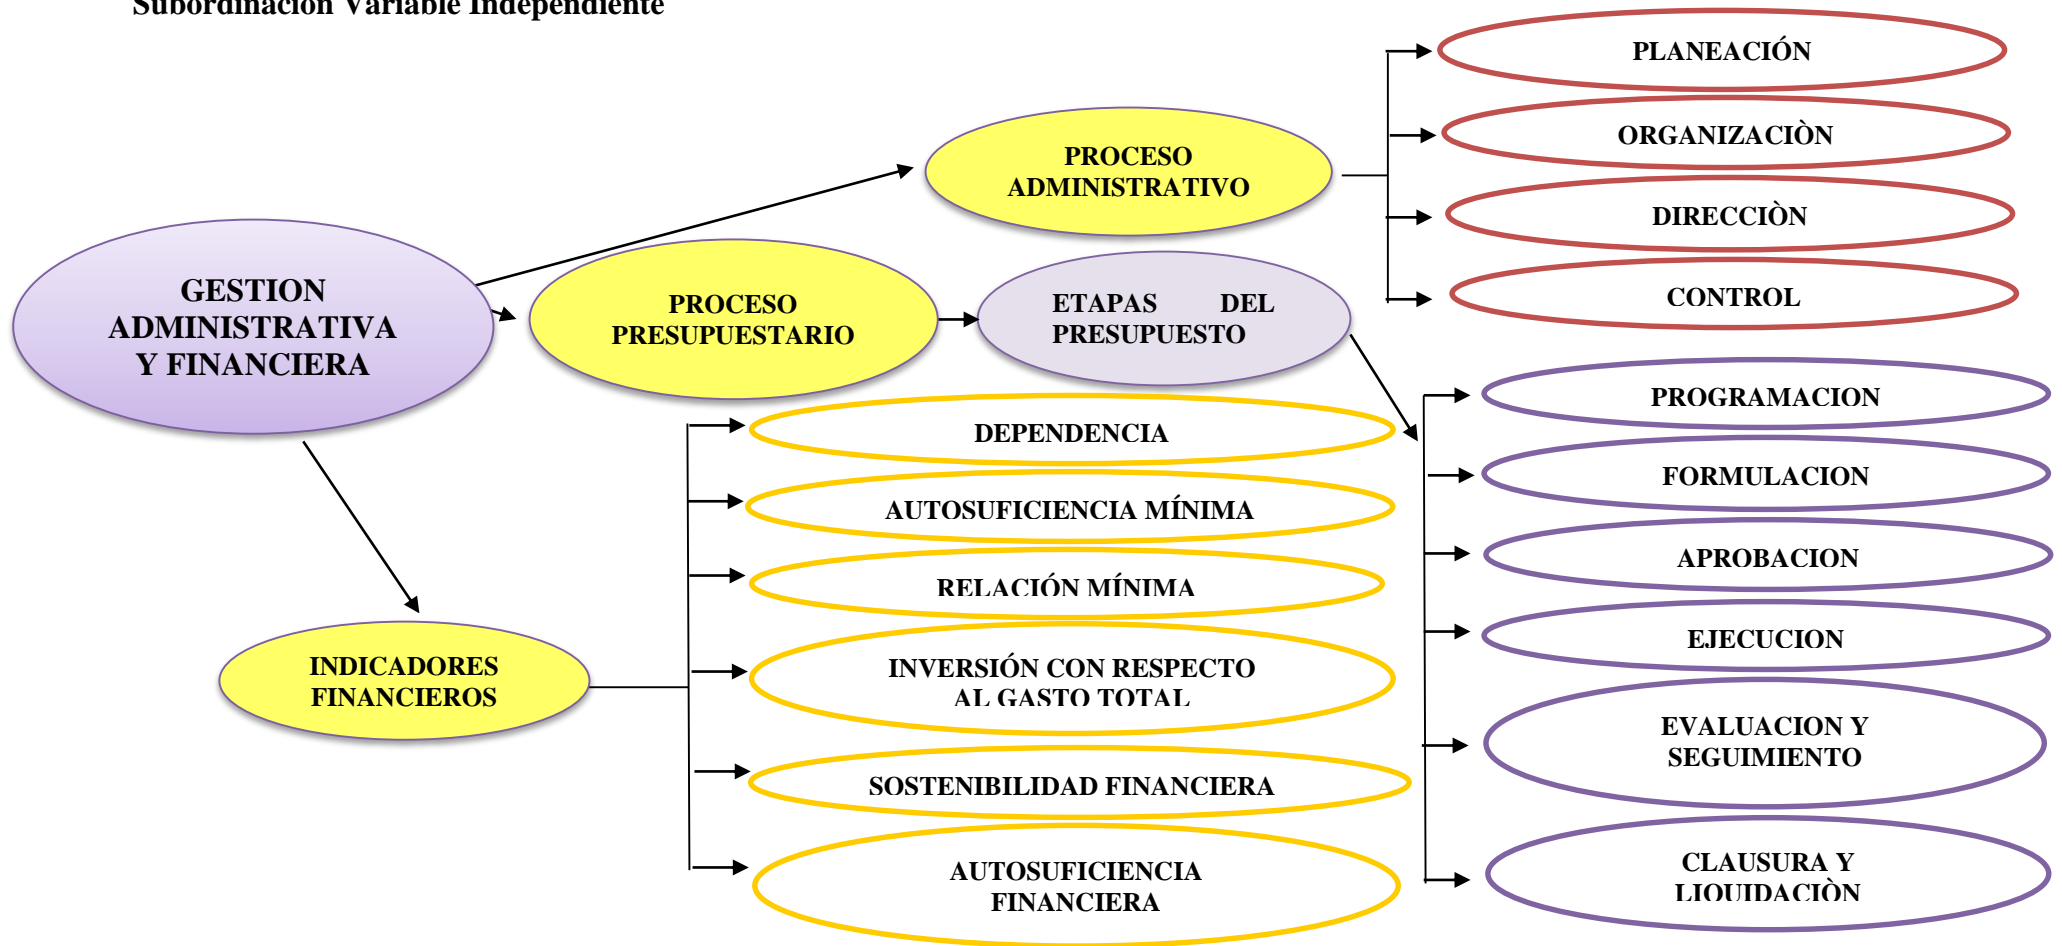 Subordinación Variable Independiente
GESTION
ADMINISTRATIVA
Y FINANCIERA
PROCESO
ADMINISTRATIVO
PLANEACIÓN
ORGANIZACIÒN
DIRECCIÒN
CONTROL
PROCESO
PRESUPUESTARIO
ETAPAS DEL
PRESUPUESTO
PROGRAMACION
FORMULACION
APROBACION
EJECUCION
EVALUACION Y
SEGUIMIENTO
CLAUSURA Y
LIQUIDACIÒN
INDICADORES
FINANCIEROS
DEPENDENCIA
AUTOSUFICIENCIA MÍNIMA
RELACIÓN MÍNIMA
INVERSIÓN CON RESPECTO
AL GASTO TOTAL
SOSTENIBILIDAD FINANCIERA
AUTOSUFICIENCIA
FINANCIERA